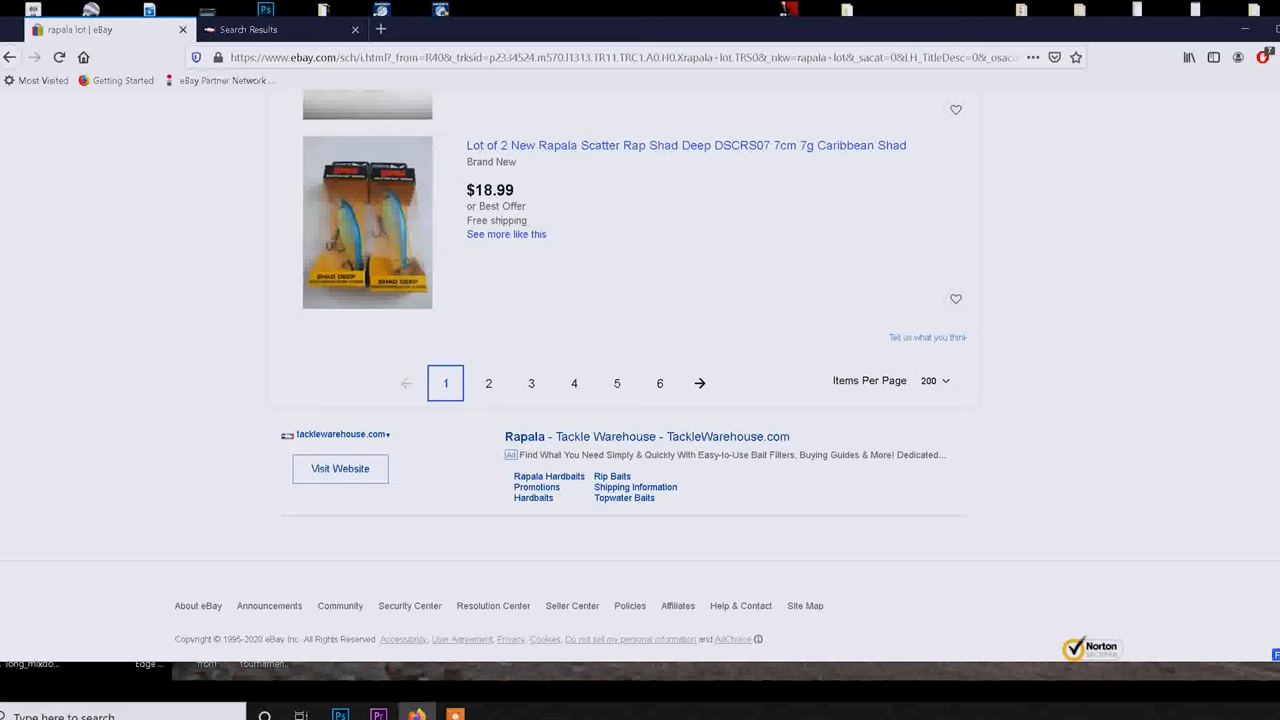 rapala lot | eBay
Search Results
https://www.ebay.com/sch/i.html?_from=R40&_trksid=p2334524.m570.l1313.TR11.TRC1.A0.H0.Xrapala+lot.TRS0&_nkw=rapala+lot&_sacat=0&LH_TitleDesc=0&_osaca
Most Visited
Getting Started
eBay Partner Network ...
Lot of 2 New Rapala Scatter Rap Shad Deep DSCRS07 7cm 7g Caribbean Shad
Brand New
$18.99
or Best Offer
Free shipping
See more like this
SHAD DEEP
SHAD DEEP
Tell us what you think
1 2 3 4 5 6
Items Per Page 200
tacklewarehouse.com
Rapala - Tackle Warehouse - TackleWarehouse.com
Ad Find What You Need Simply & Quickly With Easy-to-Use Bait Filters, Buying Guides & More! Dedicated...
Visit Website
Rapala Hardbaits Rip Baits
Promotions Shipping Information
Hardbaits Topwater Baits
About eBay Announcements Community Security Center Resolution Center Seller Center Policies Affiliates Help & Contact Site Map
Copyright © 1995-2020 eBay Inc. All Rights Reserved. Accessibility, User Agreement, Privacy, Cookies, Do not sell my personal information and AdChoice
Norton
SECURED
long_mixdo...
Edge ...
front
tournamen...
Type here to search
Ps
Pr